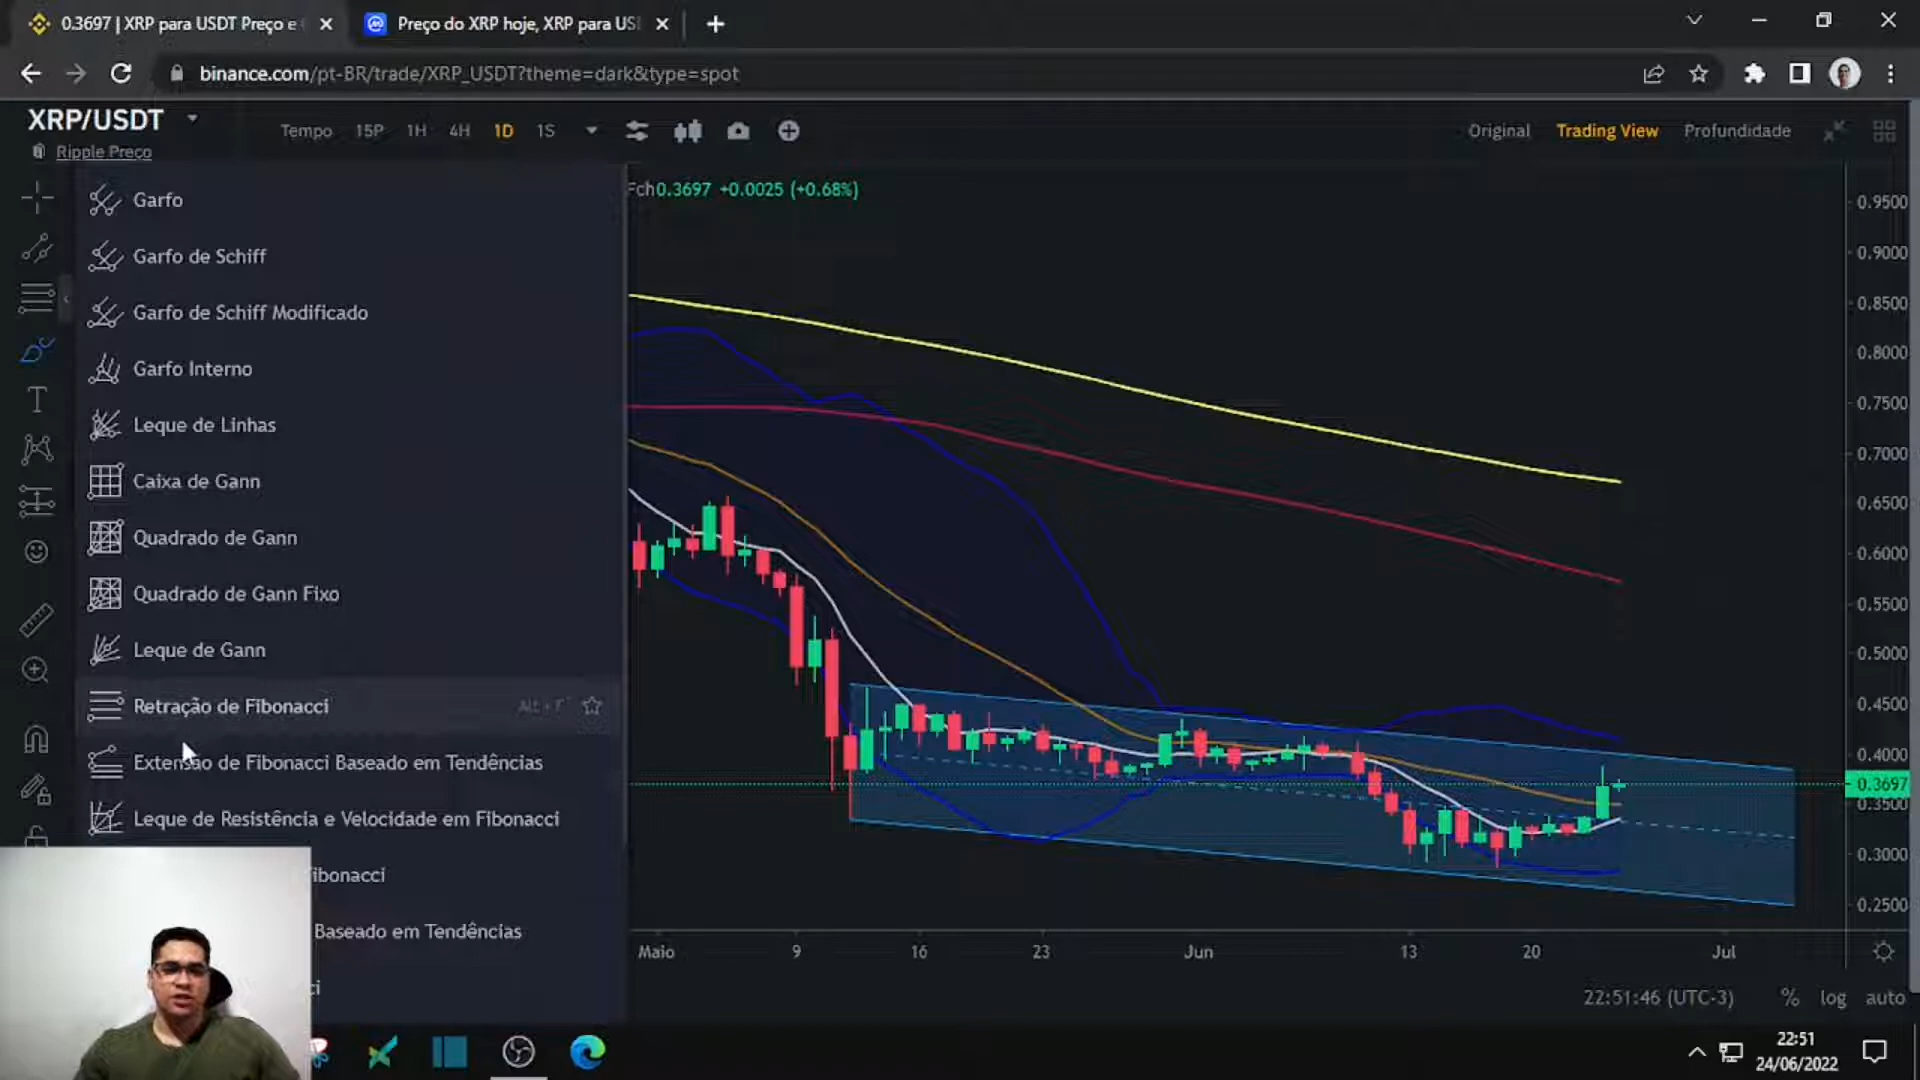 0.3697 | XRP para USDT Preço e
Preço do XRP hoje, XRP para US
binance.com/pt-BR/trade/XRP_USDT?theme=dark&type=spot
XRP/USDT
Tempo 15P 1H 4H 1D 1S
Original Trading View Profundidade
Ripple Preço
Fch0.3697 +0.0025 (+0.68%)
Garfo
Garfo de Schiff
Garfo de Schiff Modificado
Garfo Interno
Leque de Linhas
Caixa de Gann
Quadrado de Gann
Quadrado de Gann Fixo
Leque de Gann
Retração de Fibonacci Alt + F
Extensão de Fibonacci Baseado em Tendências
Leque de Resistência e Velocidade em Fibonacci
ibonacci
Baseado em Tendências
ci
0.9500
0.9000
0.8500
0.8000
0.7500
0.7000
0.6500
0.6000
0.5500
0.5000
0.4500
0.4000
0.3697
0.3500
0.3000
0.2500
Maio 9 16 23 Jun 13 20 Jul
22:51:46 (UTC-3) % log auto
22:51
24/06/2022